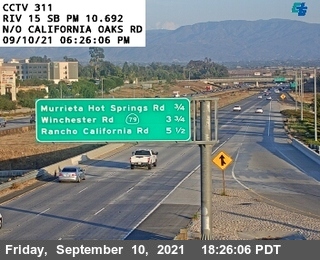 CCTV 311
RIV 15 SB PM 10.692
N/O CALIFORNIA OAKS RD
09/10/21 06:26:06 PM
Murrieta Hot Springs Rd ¾
Winchester Rd 79 3 ¾
Rancho California Rd 5 ½
Friday, September 10, 2021 18:26:06 PDT